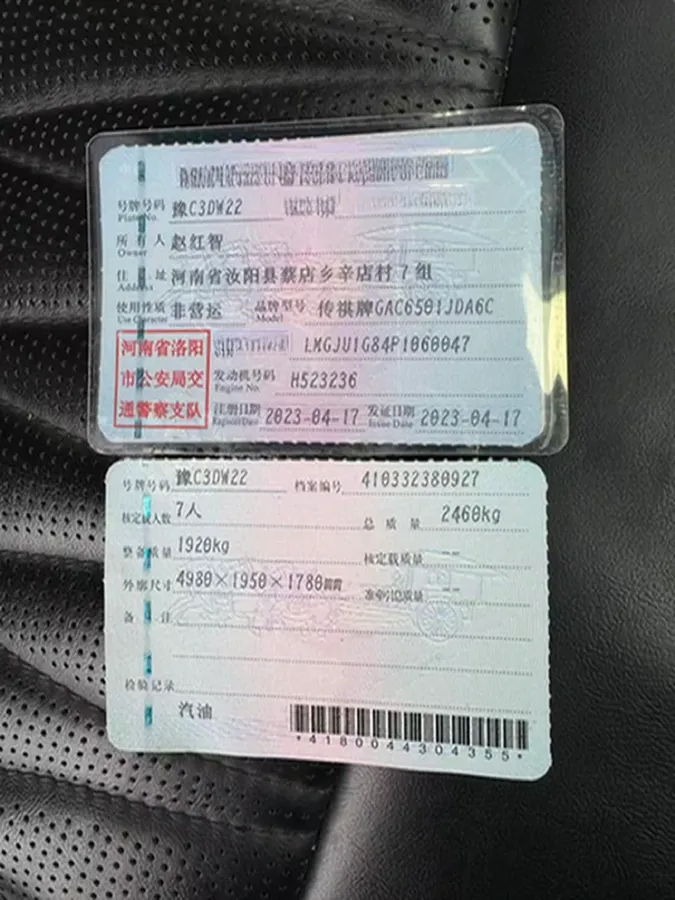 号牌号码 豫C3DW22
Plate No.
所有人 赵红智
Owner
住址 河南省汝阳县蔡店乡辛店村7组
Address
使用性质 非营运 品牌型号 传祺牌GAC6501JDA6C
Use Character Model
河南省洛阳 LMGJU1G84P1060047
市公安局交 发动机号码 H523236
Engine No.
通警察支队 注册日期 2023-04-17 发证日期 2023-04-17
Register Date Issue Date
号牌号码 豫C3DW22 档案编号 410332380927
核定载人数 7人 总质量 2460kg
整备质量 1920kg 核定载质量 --
外廓尺寸 4980×1950×1780 准牵引总质量 --
备注
检验记录
汽油
*4180044304355*